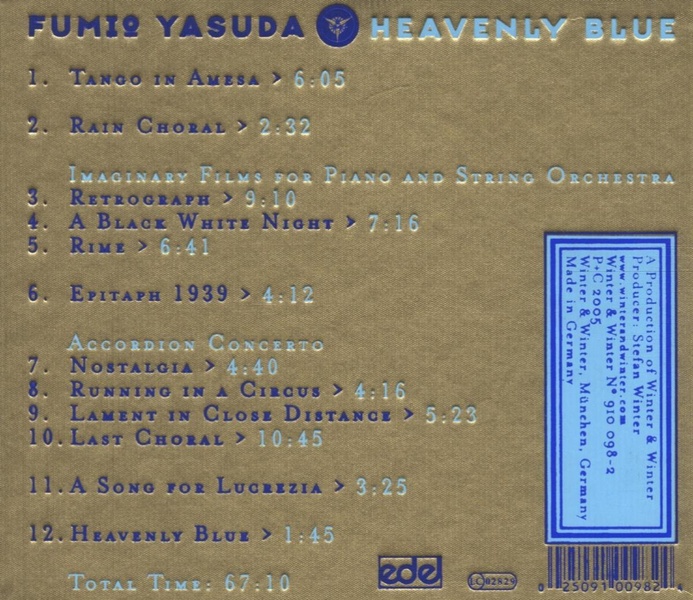 FUMIO YASUDA HEAVENLY BLUE
1. TANGO IN AMESA > 6:05
2. RAIN CHORAL > 2:32
IMAGINARY FILMS FOR PIANO AND STRING ORCHESTRA
3. RETROGRAPH > 9:10
4. A BLACK WHITE NIGHT > 7:16
5. RIME > 6:41
6. EPITAPH 1939 > 4:12
ACCORDION CONCERTO
7. NOSTALGIA > 4:40
8. RUNNING IN A CIRCUS > 4:16
9. LAMENT IN CLOSE DISTANCE > 5:23
10. LAST CHORAL > 10:45
11. A SONG FOR LUCREZIA > 3:25
12. HEAVENLY BLUE > 1:45
TOTAL TIME: 67:10
A Production of Winter & Winter
Producer: Stefan Winter
www.winterandwinter.com
Winter & Winter Nº 910 098-2
P+C 2005
Winter & Winter, München, Germany
Made in Germany
edel
LC 02829
0 25091 00982 4